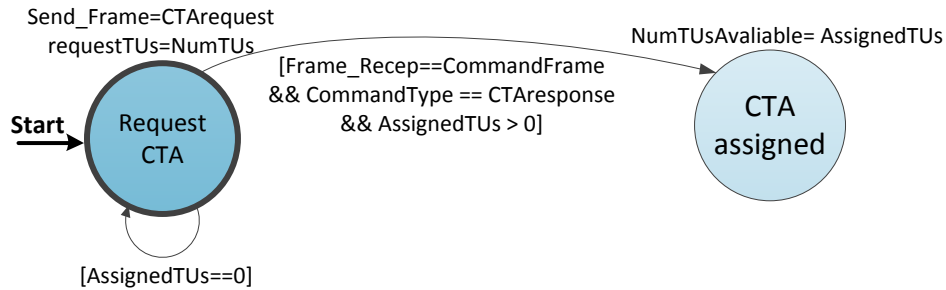 Send_Frame=CTArequest
requestTUs=NumTUs
NumTUsAvaliable= AssignedTUs
[Frame_Recep==CommandFrame
&& CommandType == CTAresponse
&& AssignedTUs > 0]
Start
Request
CTA
CTA
assigned
[AssignedTUs==0]